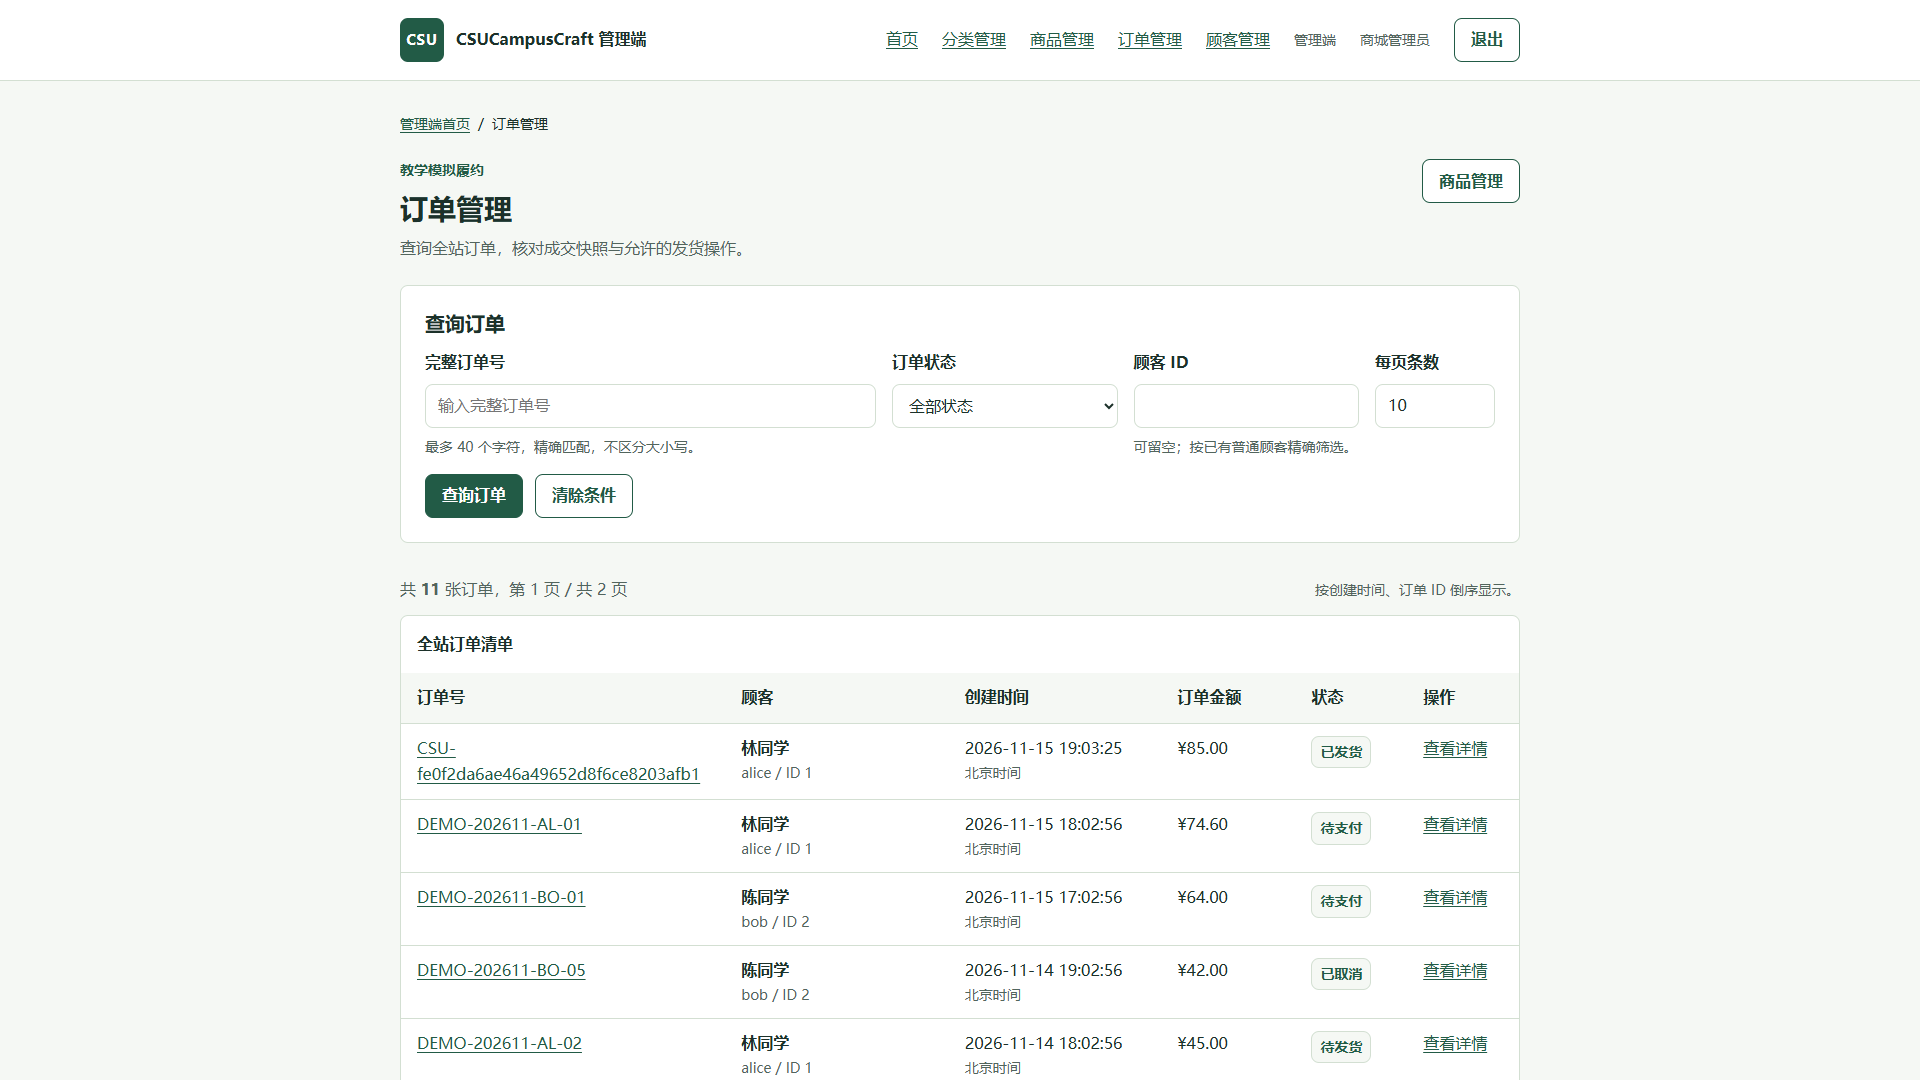 CSU CSUCampusCraft 管理端 首页 分类管理 商品管理 订单管理 顾客管理 管理端 商城管理员 退出
管理端首页 / 订单管理
教学模拟履约
商品管理
订单管理
查询全站订单，核对成交快照与允许的发货操作。
查询订单
完整订单号 订单状态 顾客 ID 每页条数
输入完整订单号 全部状态 10
最多 40 个字符，精确匹配，不区分大小写。 可留空；按已有普通顾客精确筛选。
查询订单 清除条件
共 11 张订单，第 1 页 / 共 2 页 按创建时间、订单 ID 倒序显示。
全站订单清单
订单号 顾客 创建时间 订单金额 状态 操作
CSU- 林同学 2026-11-15 19:03:25 ¥85.00 已发货 查看详情
fe0f2da6ae46a49652d8f6ce8203afb1 alice / ID 1 北京时间
DEMO-202611-AL-01 林同学 2026-11-15 18:02:56 ¥74.60 待支付 查看详情
alice / ID 1 北京时间
DEMO-202611-BO-01 陈同学 2026-11-15 17:02:56 ¥64.00 待支付 查看详情
bob / ID 2 北京时间
DEMO-202611-BO-05 陈同学 2026-11-14 19:02:56 ¥42.00 已取消 查看详情
bob / ID 2 北京时间
DEMO-202611-AL-02 林同学 2026-11-14 18:02:56 ¥45.00 待发货 查看详情
alice / ID 1 北京时间